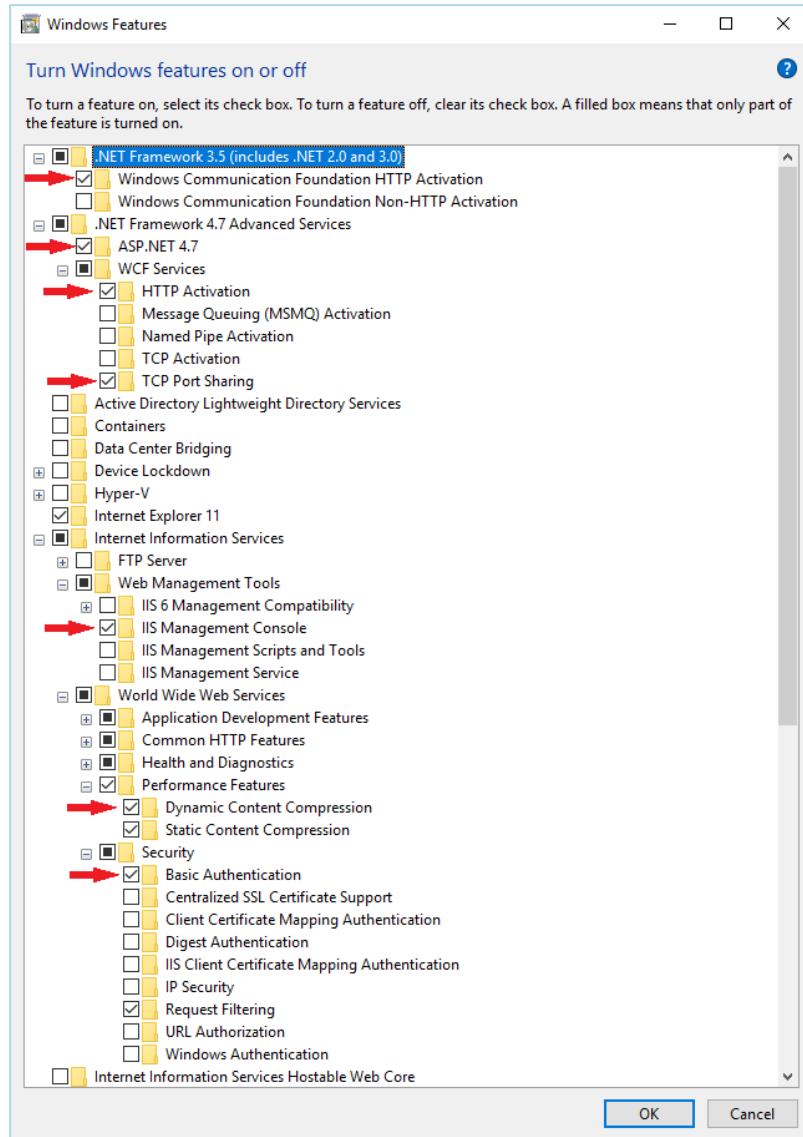 Windows Features
Turn Windows features on or off
?
To turn a feature on, select its check box. To turn a feature off, clear its check box. A filled box means that only part of
the feature is turned on.
.NET Framework 3.5 (includes .NET 2.0 and 3.0)
Windows Communication Foundation HTTP Activation
Windows Communication Foundation Non-HTTP Activation
.NET Framework 4.7 Advanced Services
ASP.NET 4.7
WCF Services
HTTP Activation
Message Queuing (MSMQ) Activation
Named Pipe Activation
TCP Activation
TCP Port Sharing
Active Directory Lightweight Directory Services
Containers
Data Center Bridging
Device Lockdown
Hyper-V
Internet Explorer 11
Internet Information Services
FTP Server
Web Management Tools
IIS 6 Management Compatibility
IIS Management Console
IIS Management Scripts and Tools
IIS Management Service
World Wide Web Services
Application Development Features
Common HTTP Features
Health and Diagnostics
Performance Features
Dynamic Content Compression
Static Content Compression
Security
Basic Authentication
Centralized SSL Certificate Support
Client Certificate Mapping Authentication
Digest Authentication
IIS Client Certificate Mapping Authentication
IP Security
Request Filtering
URL Authorization
Windows Authentication
Internet Information Services Hostable Web Core
OK
Cancel